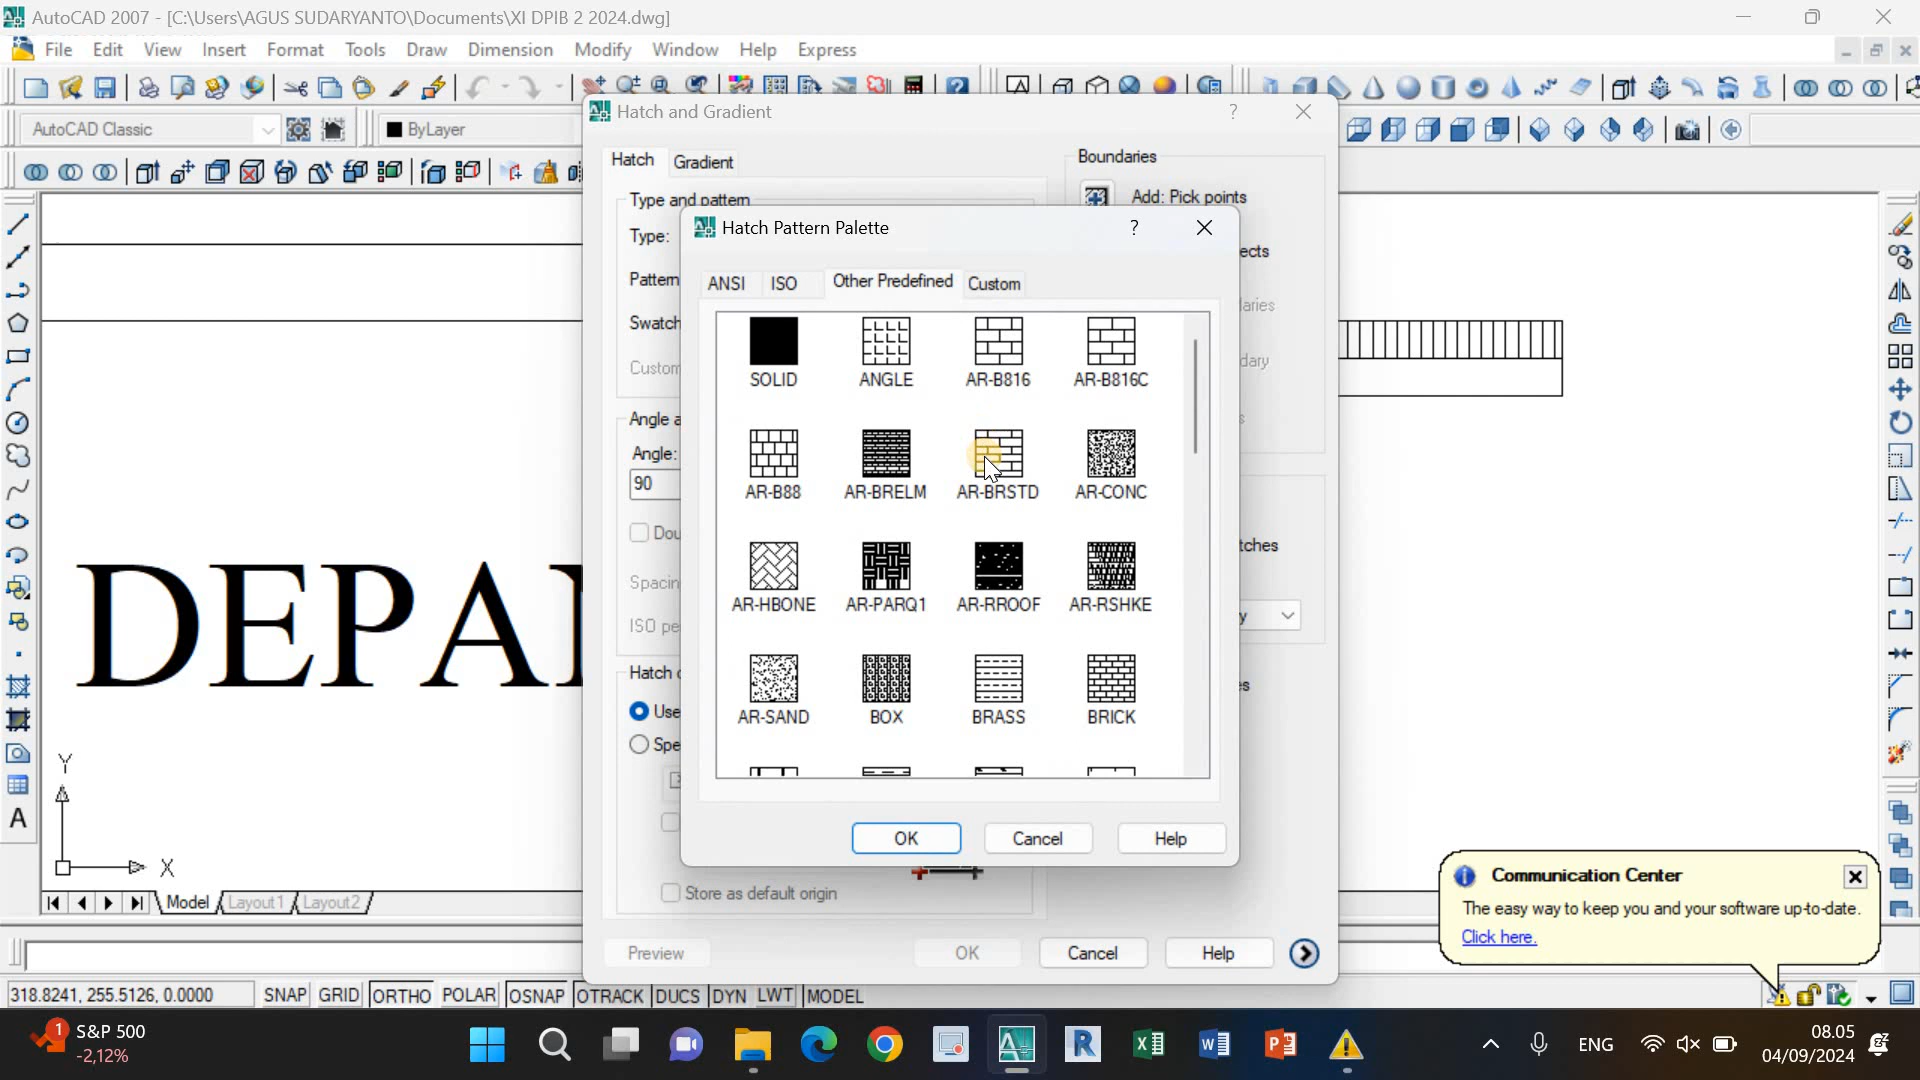 AutoCAD 2007 - [C:\Users\AGUS SUDARYANTO\Documents\XI DPIB 2 2024.dwg]
File Edit View Insert Format Tools Draw Dimension Modify Window Help Express
AutoCAD Classic
ByLayer
Hatch and Gradient
Hatch Gradient
Type and pattern
Type:
Pattern
Swatch
Custom
Angle a
Angle:
90
Dou
Spacin
ISO pe
Hatch o
Use
Spe
Store as default origin
Boundaries
Add: Pick points
ects
laries
dary
s
tches
y
es
Preview OK Cancel Help
Hatch Pattern Palette
ANSI ISO Other Predefined Custom
SOLID ANGLE AR-B816 AR-B816C
AR-B88 AR-BRELM AR-BRSTD AR-CONC
AR-HBONE AR-PARQ1 AR-RROOF AR-RSHKE
AR-SAND BOX BRASS BRICK
OK Cancel Help
DEPA
Y
X
A
Model Layout1 Layout2
Communication Center
The easy way to keep you and your software up-to-date.
Click here.
318.8241, 255.5126, 0.0000 SNAP GRID ORTHO POLAR OSNAP OTRACK DUCS DYN LWT MODEL
1
S&P 500
-2,12%
ENG
08.05
04/09/2024